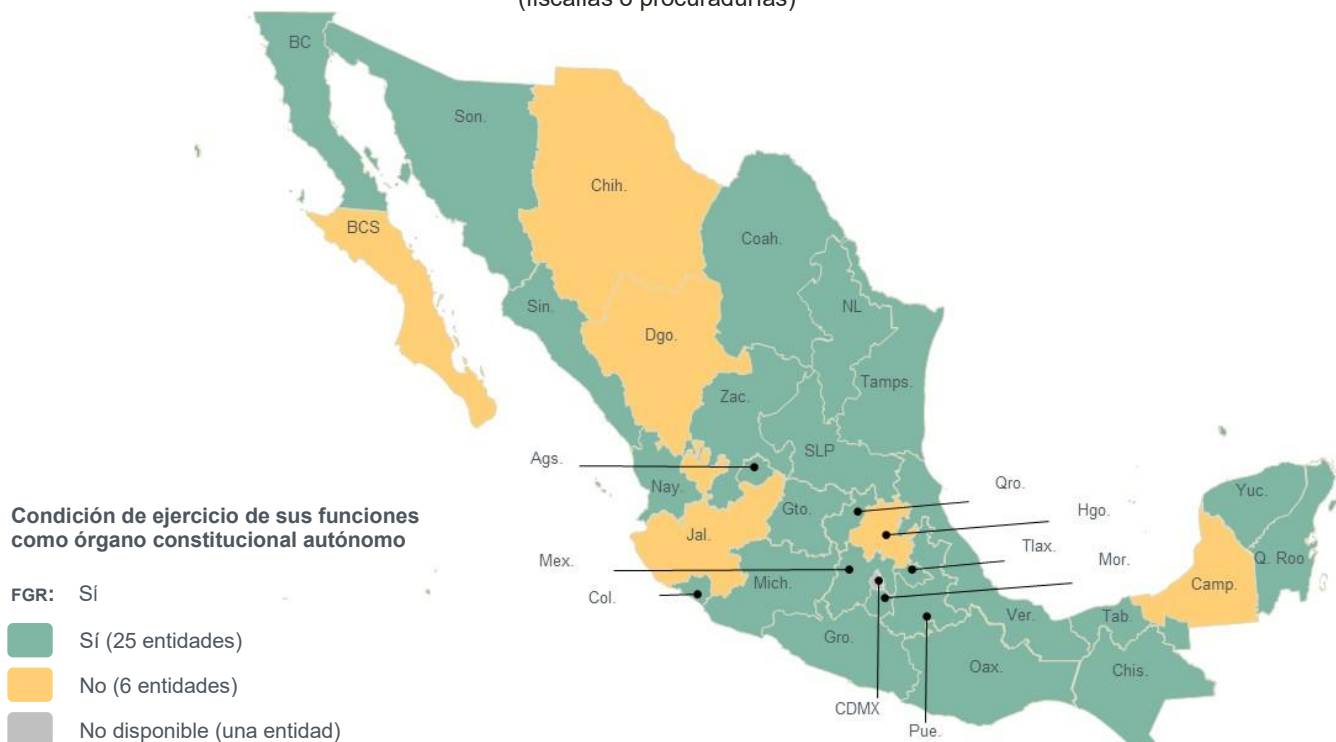 (fiscalías o procuradurías)
BC
Son.
Chih.
BCS
Coah.
Sin.
NL
Dgo.
Zac.
Tamps.
Ags.
SLP
Nay.
Qro.
Yuc.
Gto.
Hgo.
Jal.
Tlax.
Q. Roo
Mex.
Mor.
Camp.
Mich.
Col.
Ver.
Tab.
Gro.
Oax.
Chis.
CDMX
Pue.
Condición de ejercicio de sus funciones
como órgano constitucional autónomo
FGR: Sí
Sí (25 entidades)
No (6 entidades)
No disponible (una entidad)